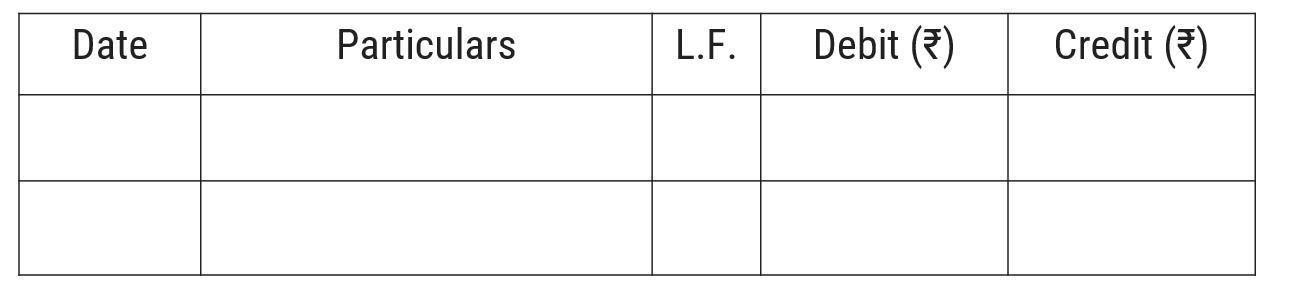 Date Particulars L.F. Debit (₹) Credit (₹)